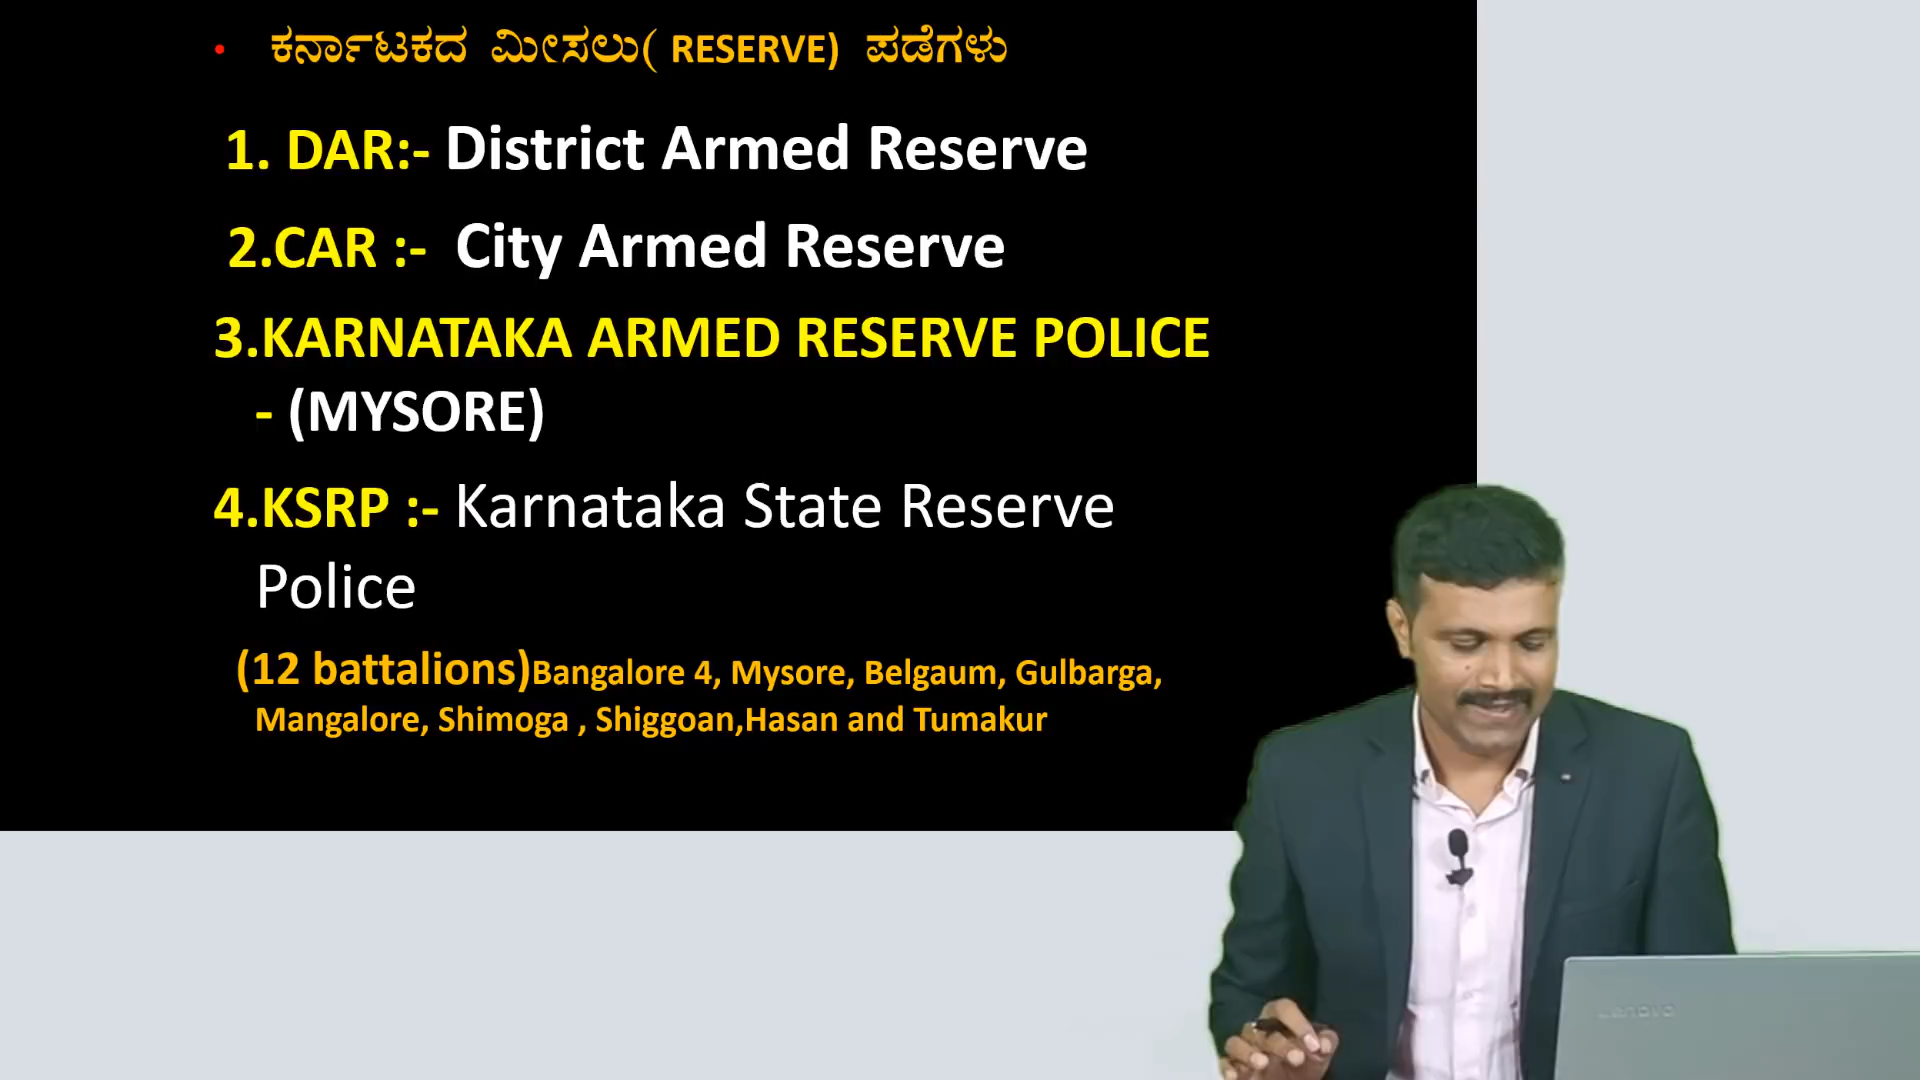 • ಕರ್ನಾಟಕದ ಮೀಸಲು( RESERVE) ಪಡೆಗಳು
1. DAR:- District Armed Reserve
2.CAR :- City Armed Reserve
3.KARNATAKA ARMED RESERVE POLICE
- (MYSORE)
4.KSRP :- Karnataka State Reserve
Police
(12 battalions)Bangalore 4, Mysore, Belgaum, Gulbarga,
Mangalore, Shimoga , Shiggoan,Hasan and Tumakur
Lenovo